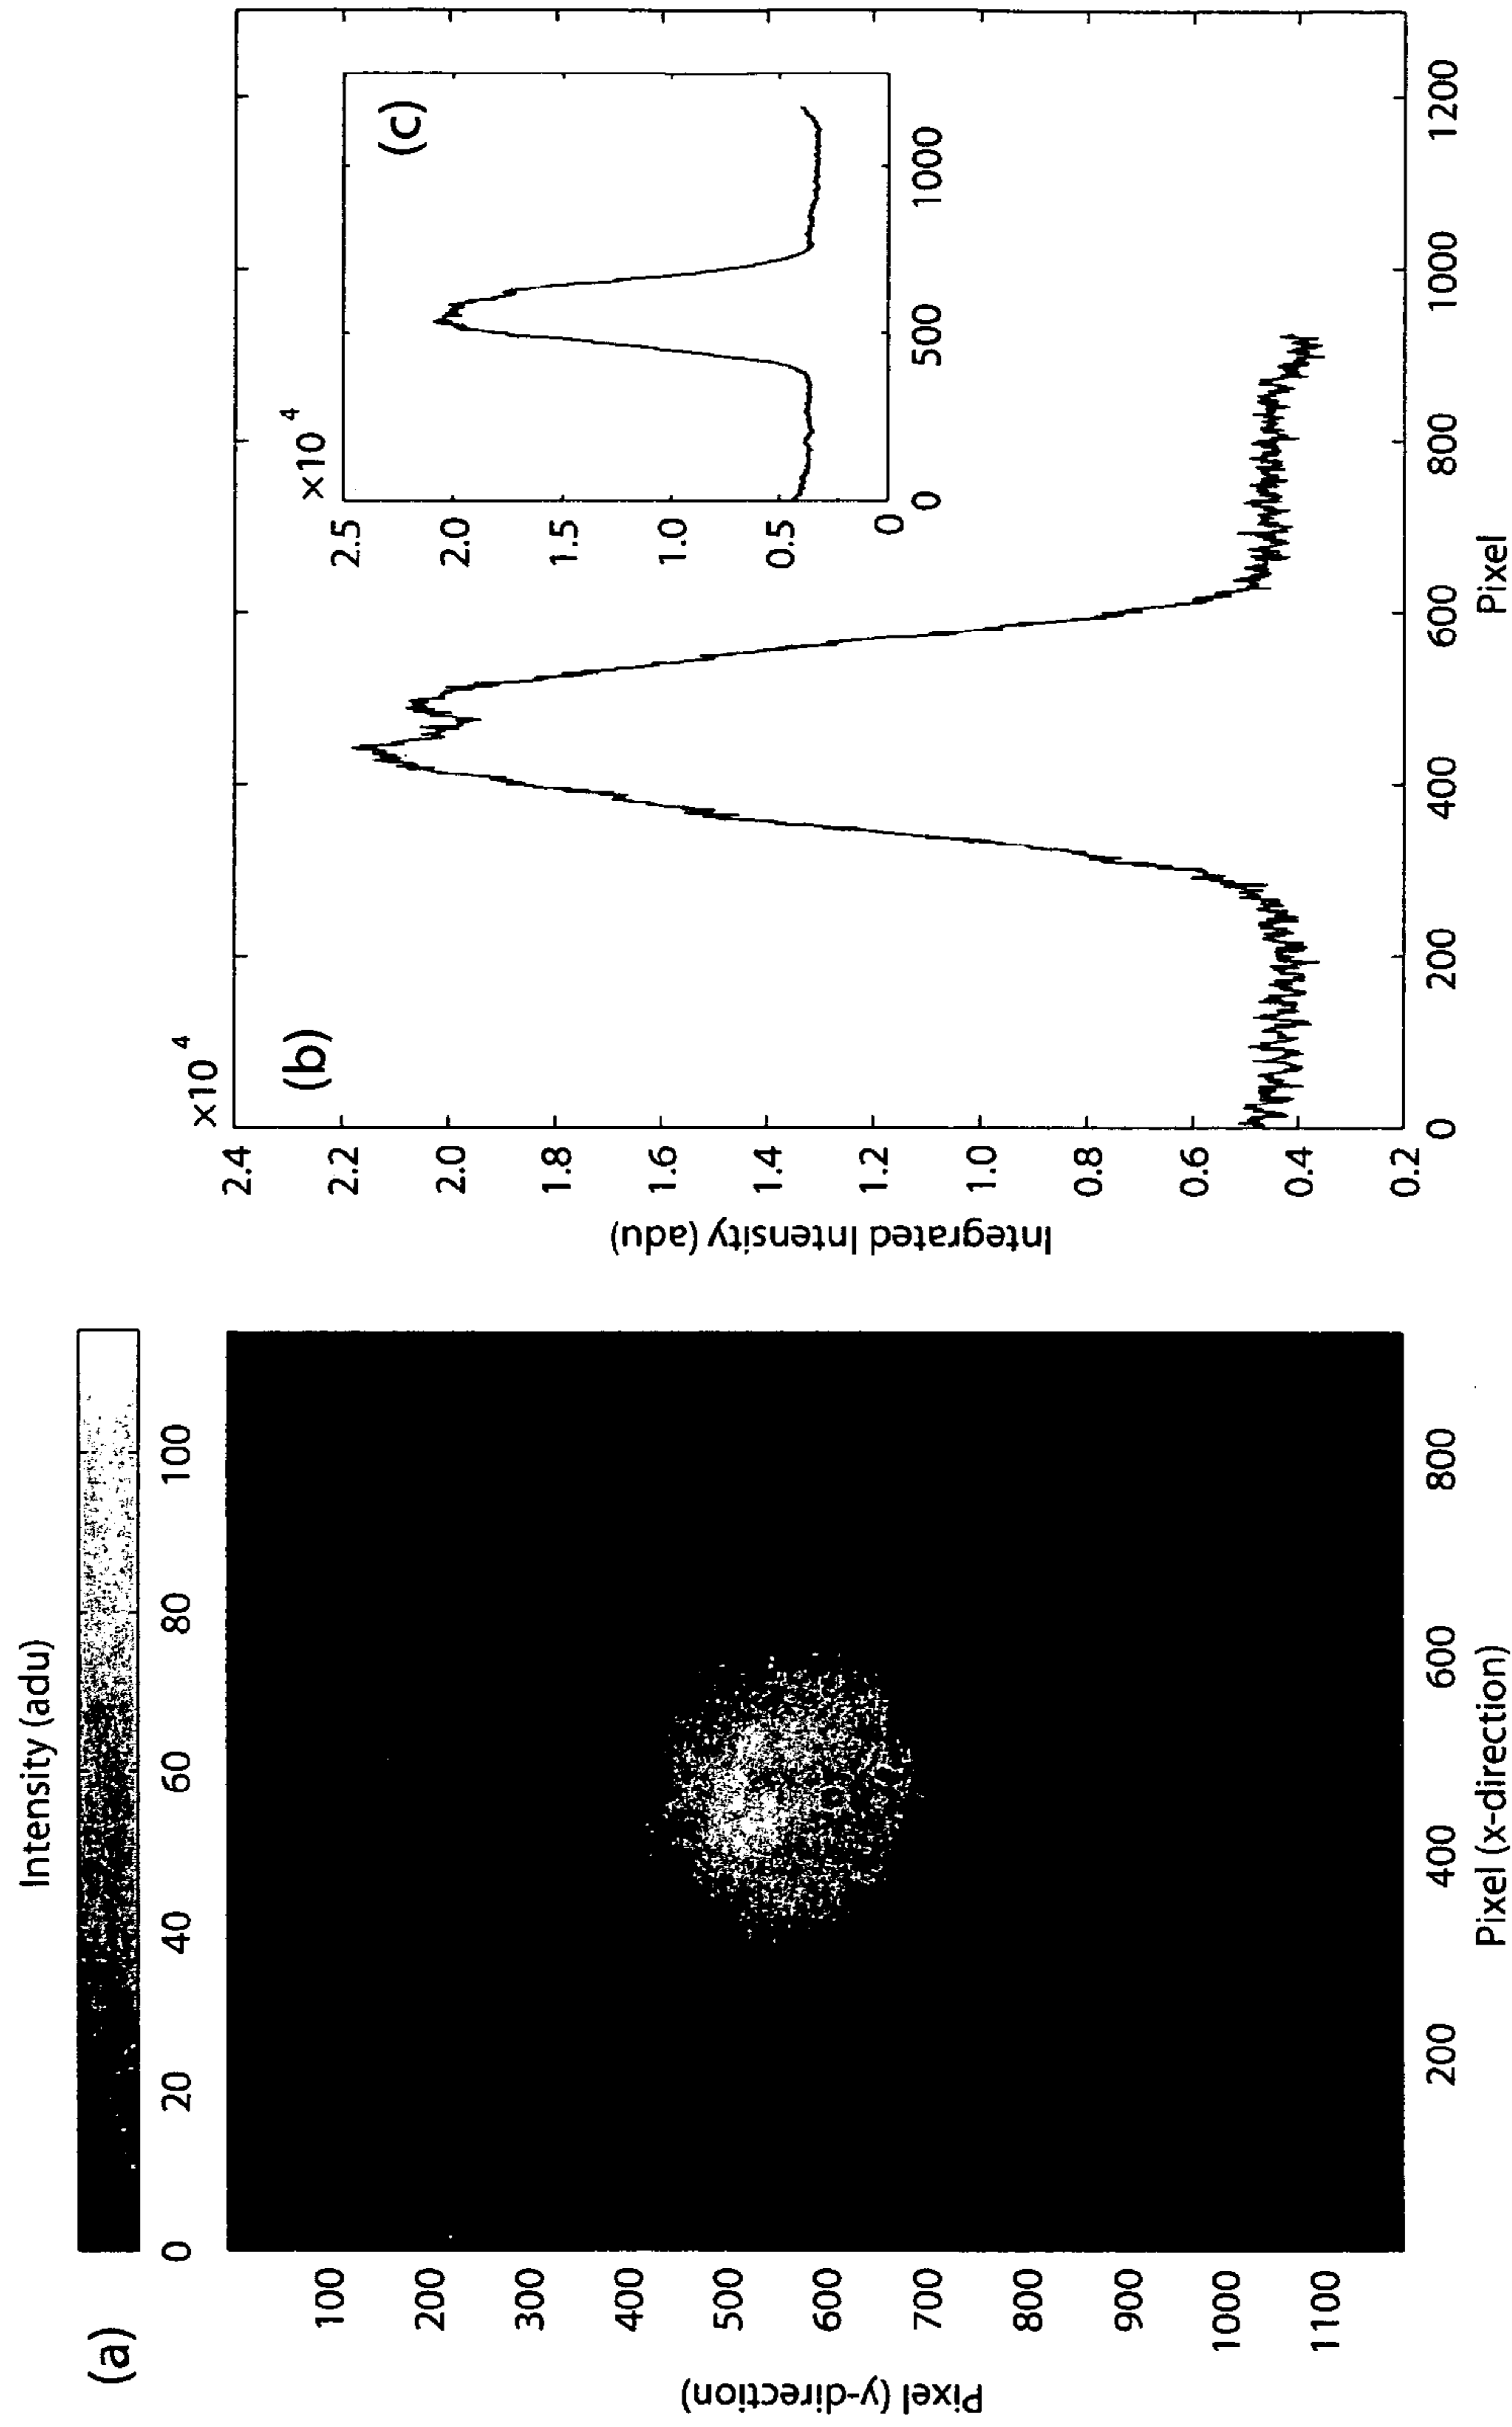 (a)
Intensity (adu)
0 20 40 60 80 100
100
200
300
400
500
600
700
800
900
1000
1100
Pixel (y-direction)
200 400 600 800
Pixel (x-direction)
(b)
×10 4
2.4
2.2
2.0
1.8
1.6
1.4
1.2
1.0
0.8
0.6
0.4
0.2
Integrated Intensity (adu)
0 200 400 600 800 1000 1200
Pixel
(c)
×10 4
2.5
2.0
1.5
1.0
0.5
0
0 500 1000